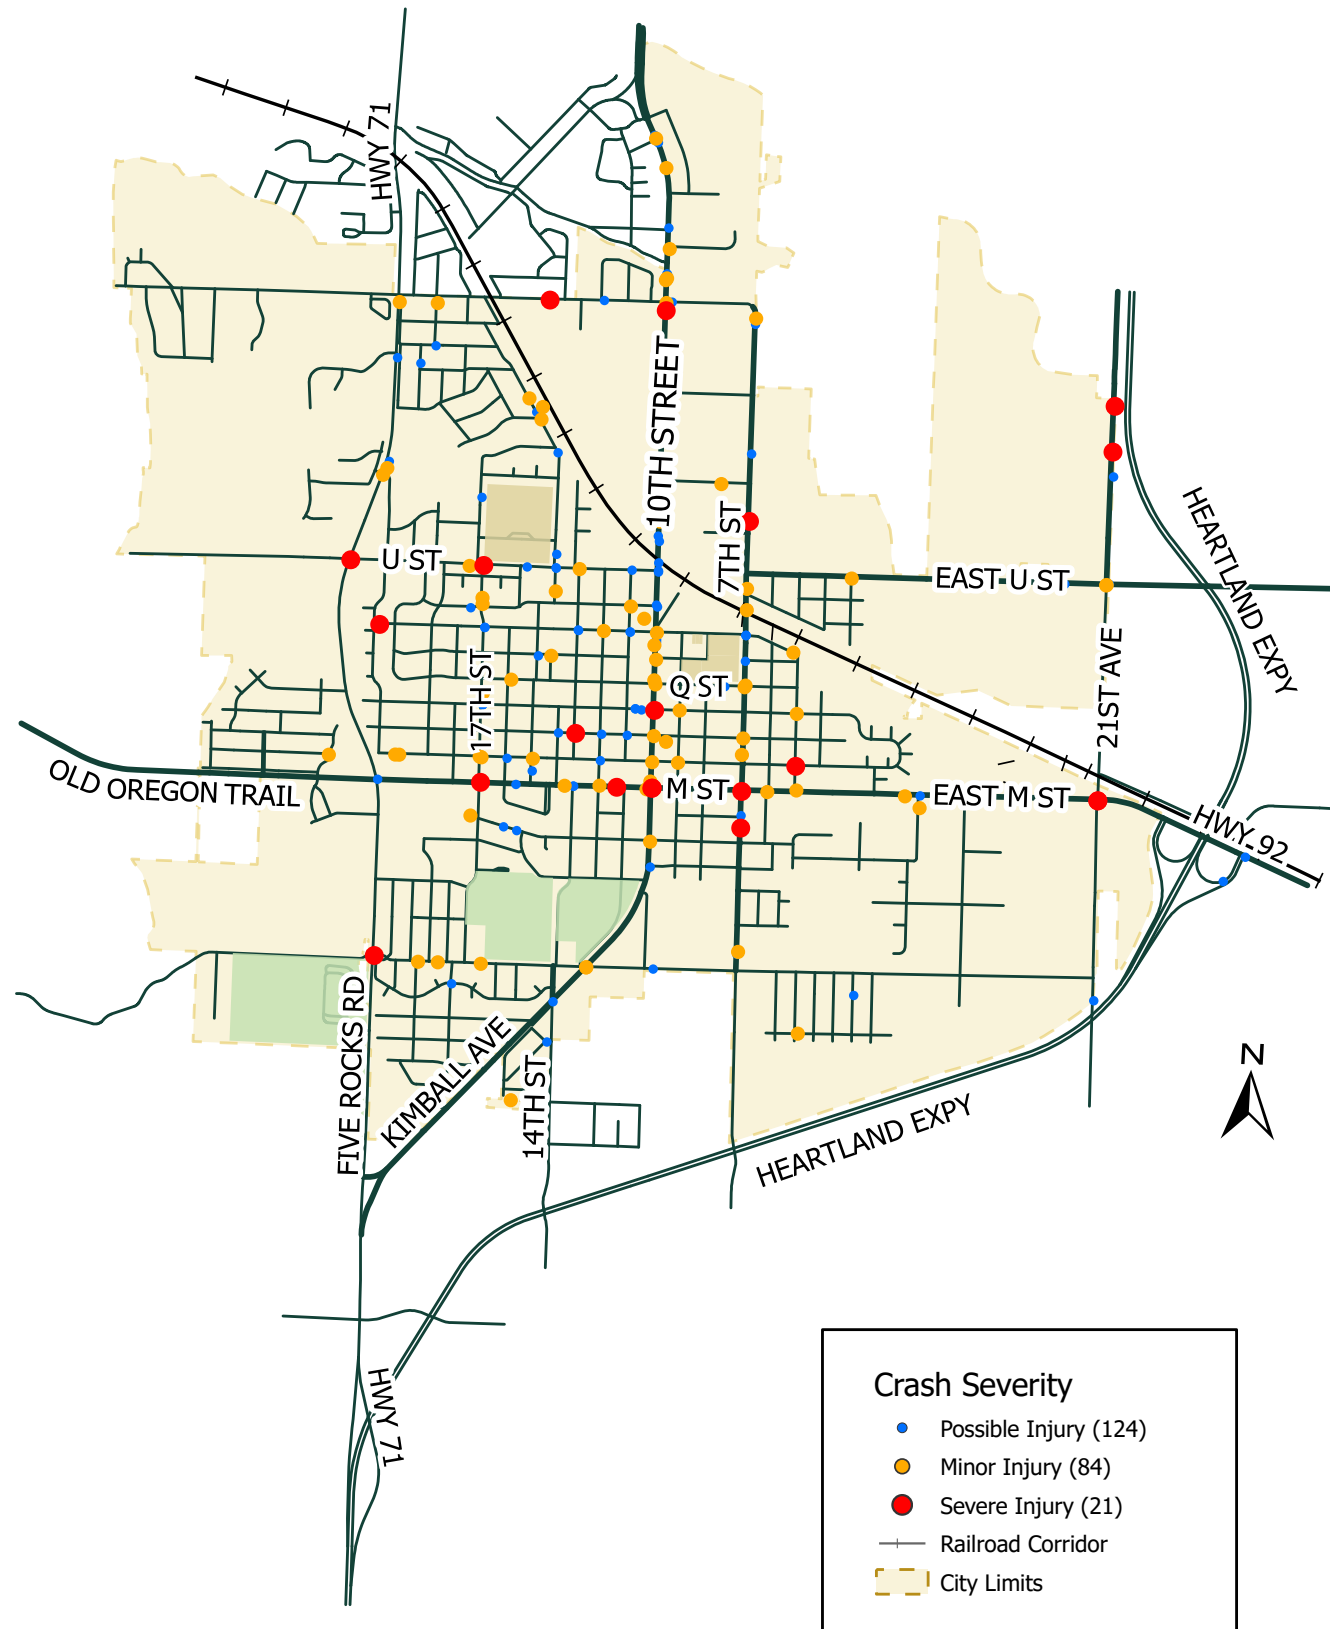 HWY 71
10TH STREET
HEARTLAND EXPY
7TH ST
U ST
EAST U ST
17TH ST
Q ST
21ST AVE
OLD OREGON TRAIL
M ST
EAST M ST
HWY 92
FIVE ROCKS RD
KIMBALL AVE
14TH ST
N
HEARTLAND EXPY
HWY 71
Crash Severity
Possible Injury (124)
Minor Injury (84)
Severe Injury (21)
Railroad Corridor
City Limits